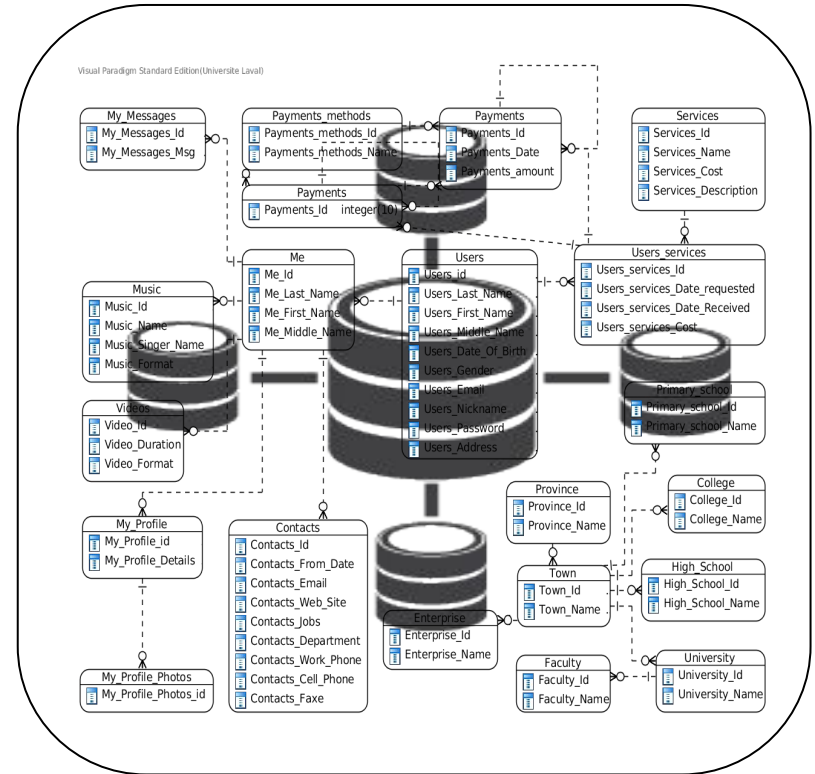 Visual Paradigm Standard Edition(Universite Laval)
My_Messages
My_Messages_Id
My_Messages_Msg
Payments_methods
Payments_methods_Id
Payments_methods_Name
Payments
Payments_Id
Payments_Date
Payments_amount
Services
Services_Id
Services_Name
Services_Cost
Services_Description
Payments
Payments_Id integer(10)
Me
Me_Id
Me_Last_Name
Me_First_Name
Me_Middle_Name
Users
Users_id
Users_Last_Name
Users_First_Name
Users_Middle_Name
Users_Date_Of_Birth
Users_Gender
Users_Email
Users_Nickname
Users_Password
Users_Address
Users_services
Users_services_Id
Users_services_Date_requested
Users_services_Date_Received
Users_services_Cost
Music
Music_Id
Music_Name
Music_Singer_Name
Music_Format
Videos
Video_Id
Video_Duration
Video_Format
Primary_school
Primary_school_Id
Primary_school_Name
College
College_Id
College_Name
Province
Province_Id
Province_Name
My_Profile
My_Profile_id
My_Profile_Details
Contacts
Contacts_Id
Contacts_From_Date
Contacts_Email
Contacts_Web_Site
Contacts_Jobs
Contacts_Department
Contacts_Work_Phone
Contacts_Cell_Phone
Contacts_Faxe
Town
Town_Id
Town_Name
High_School
High_School_Id
High_School_Name
Enterprise
Enterprise_Id
Enterprise_Name
Faculty
Faculty_Id
Faculty_Name
University
University_Id
University_Name
My_Profile_Photos
My_Profile_Photos_id